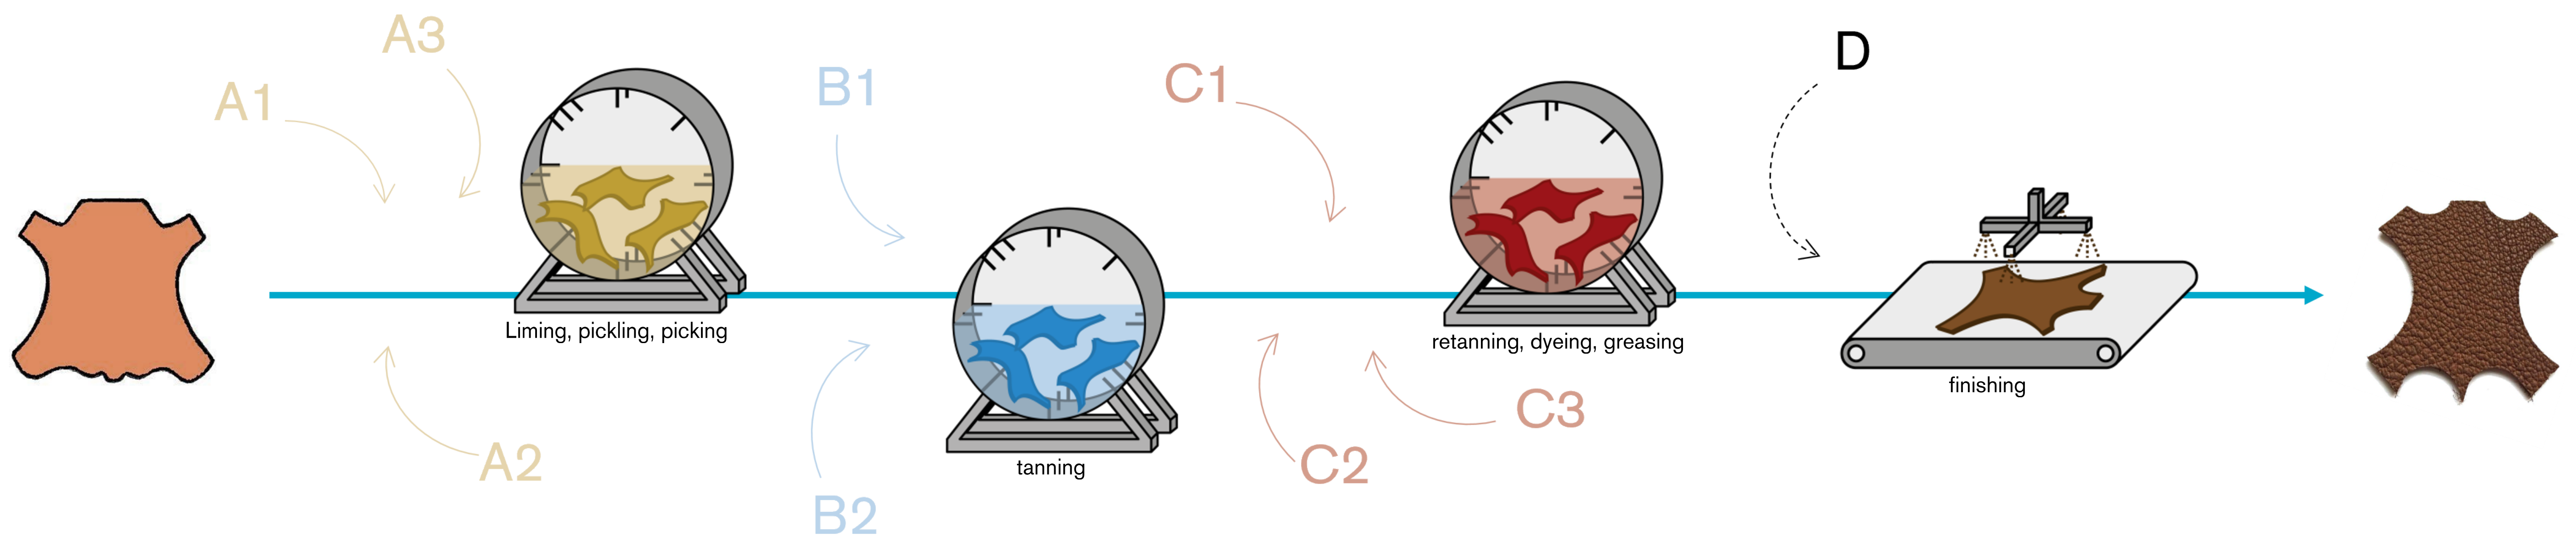 A1
A3
A2
Liming, pickling, picking
B1
B2
tanning
C1
C2
C3
retanning, dyeing, greasing
D
finishing